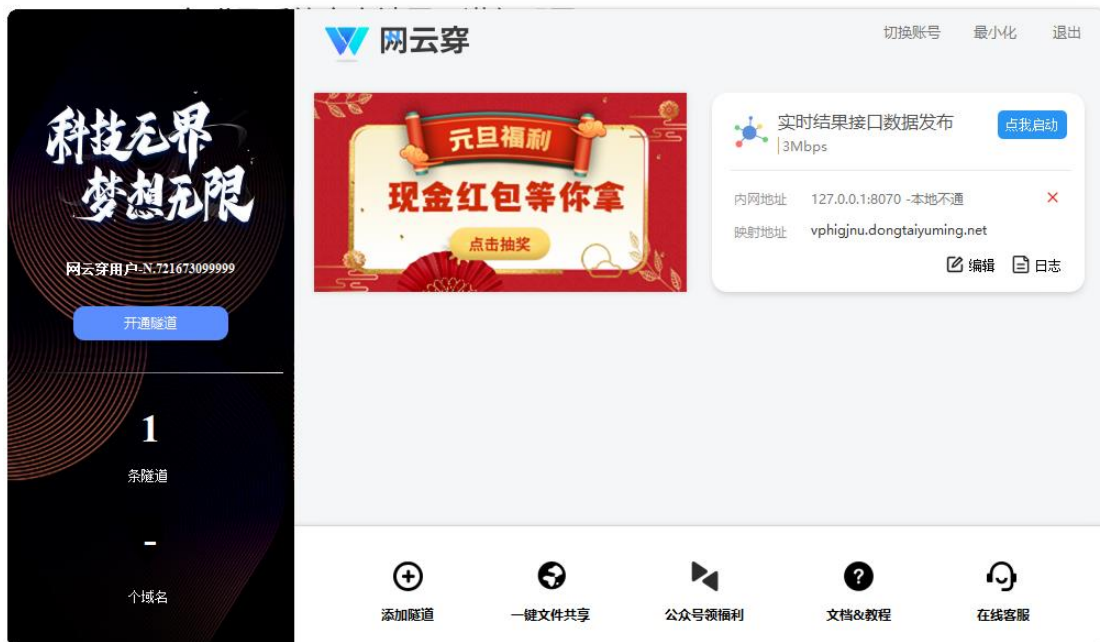 科技无界
梦想无限
网云穿用户-N.721673099999
开通隧道
1
条隧道
-
个域名
网云穿
切换账号 最小化 退出
元旦福利
现金红包等你拿
点击抽奖
实时结果接口数据发布
点我启动
3Mbps
内网地址 127.0.0.1:8070 -本地不通
映射地址 vphigjnu.dongtaiyuming.net
编辑 日志
添加隧道 一键文件共享 公众号领福利 文档&教程 在线客服